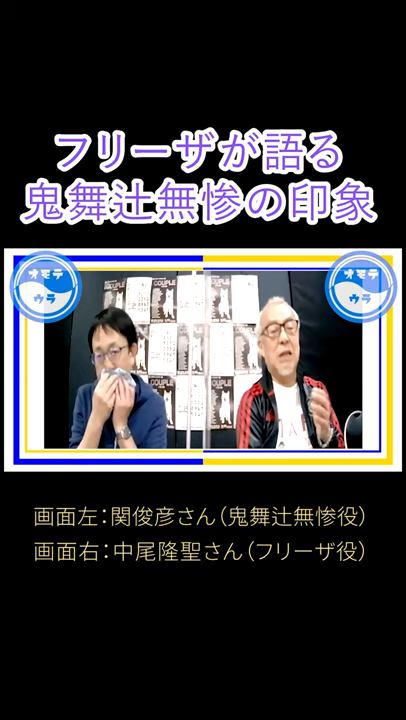 フリーザが語る
鬼舞辻無惨の印象
オモテ
ウラ
オモテ
ウラ
COUPLE
COUPLE
画面左：関俊彦さん（鬼舞辻無惨役）
画面右：中尾隆聖さん（フリーザ役）